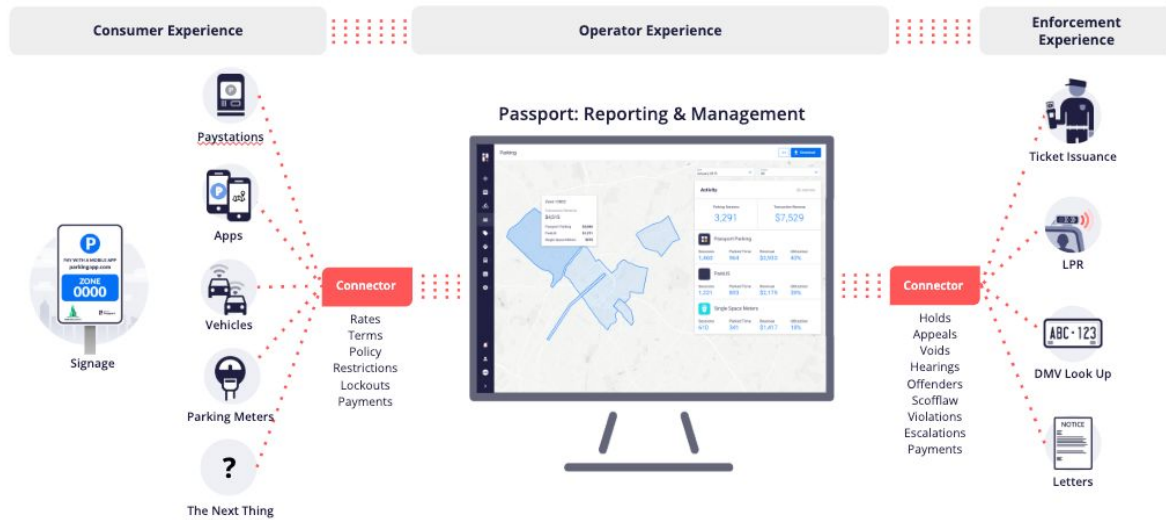 Consumer Experience
Operator Experience
Enforcement
Experience
Paystations
Apps
Vehicles
Parking Meters
?
The Next Thing
P
PAY WITH A MOBILE APP
parkingapp.com
ZONE
0000
Signage
Connector
Rates
Terms
Policy
Restrictions
Lockouts
Payments
Passport: Reporting & Management
Parking
Activity
3,291
$7,529
Passport Parking
Single Space Meters
Connector
Holds
Appeals
Voids
Hearings
Offenders
Scofflaw
Violations
Escalations
Payments
Ticket Issuance
LPR
ABC·123
DMV Look Up
NOTICE
Letters